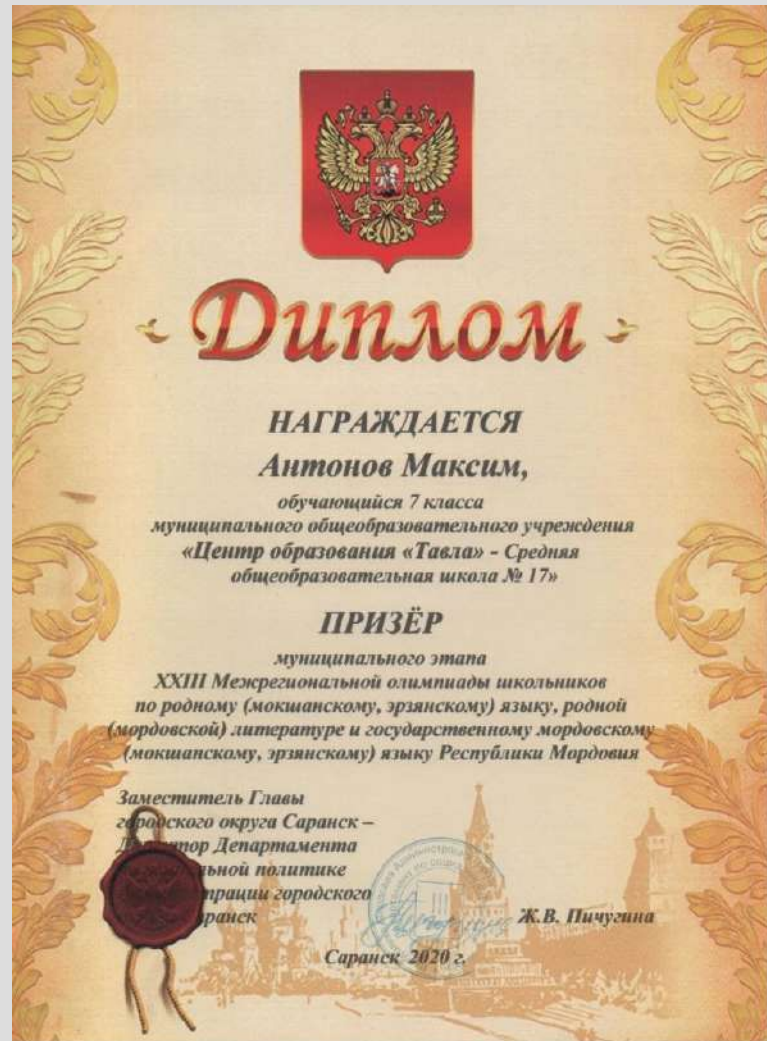 Диплом
НАГРАЖДАЕТСЯ
Антонов Максим,
обучающийся 7 класса
муниципального общеобразовательного учреждения
«Центр образования «Тавла» - Средняя
общеобразовательная школа № 17»
ПРИЗЁР
муниципального этапа
XXIII Межрегиональной олимпиады школьников
по родному (мокшанскому, эрзянскому) языку, родной
(мордовской) литературе и государственному мордовскому
(мокшанскому, эрзянскому) языку Республики Мордовия
Заместитель Главы
городского округа Саранск –
Департамента
политике
городского
Ж.В. Пичугина
Саранск 2020 г.